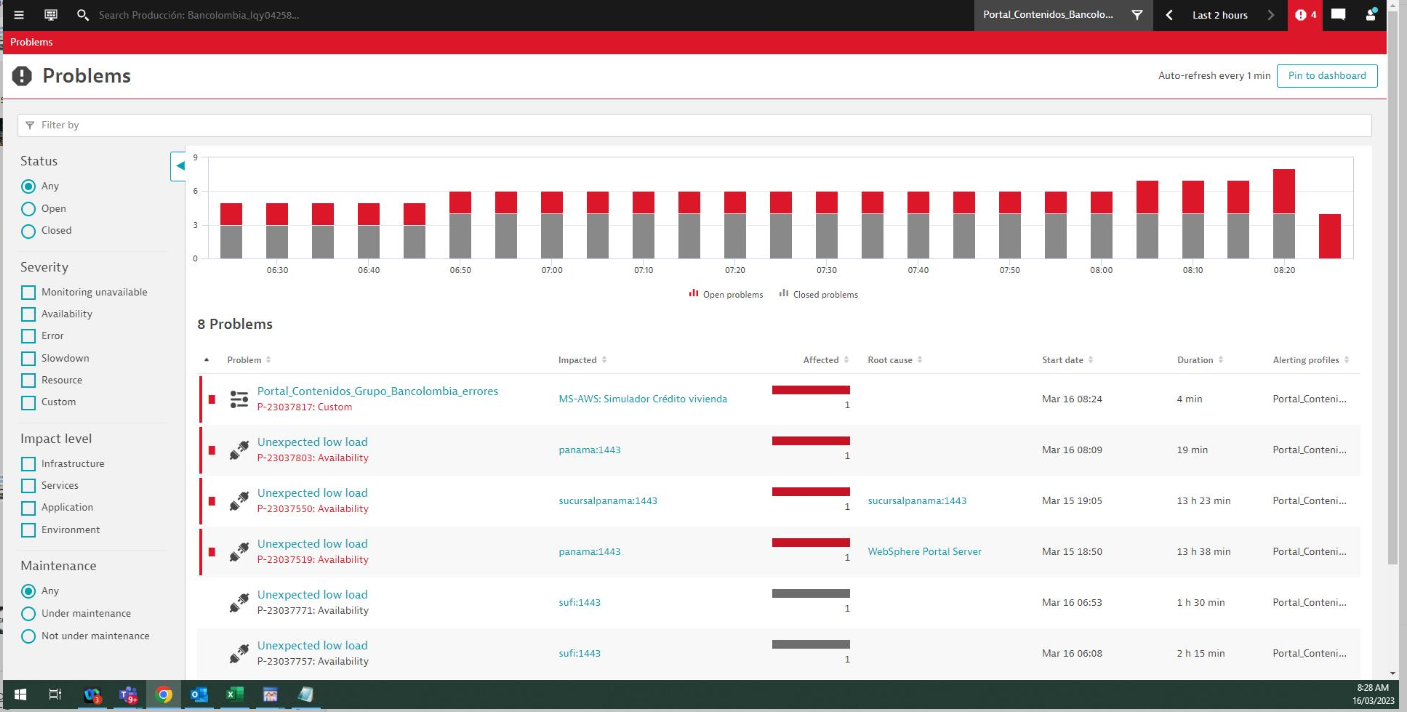 Search Producción: Bancolombia_lqy04258...
Portal_Contenidos_Bancolo...
Last 2 hours
4
Problems
Problems
Auto-refresh every 1 min
Pin to dashboard
Filter by
Status
Any
Open
Closed
Severity
Monitoring unavailable
Availability
Error
Slowdown
Resource
Custom
Impact level
Infrastructure
Services
Application
Environment
Maintenance
Any
Under maintenance
Not under maintenance
9
6
3
0
06:30 06:40 06:50 07:00 07:10 07:20 07:30 07:40 07:50 08:00 08:10 08:20
Open problems Closed problems
8 Problems
Problem Impacted Affected Root cause Start date Duration Alerting profiles
Portal_Contenidos_Grupo_Bancolombia_errores
P-23037817: Custom
MS-AWS: Simulador Crédito vivienda
1
Mar 16 08:24
4 min
Portal_Conteni...
Unexpected low load
P-23037803: Availability
panama:1443
1
Mar 16 08:09
19 min
Portal_Conteni...
Unexpected low load
P-23037550: Availability
sucursalpanama:1443
1
sucursalpanama:1443
Mar 15 19:05
13 h 23 min
Portal_Conteni...
Unexpected low load
P-23037519: Availability
panama:1443
1
WebSphere Portal Server
Mar 15 18:50
13 h 38 min
Portal_Conteni...
Unexpected low load
P-23037771: Availability
sufi:1443
1
Mar 16 06:53
1 h 30 min
Portal_Conteni...
Unexpected low load
P-23037757: Availability
sufi:1443
1
Mar 16 06:08
2 h 15 min
Portal_Conteni...
3
9+
8:28 AM
16/03/2023